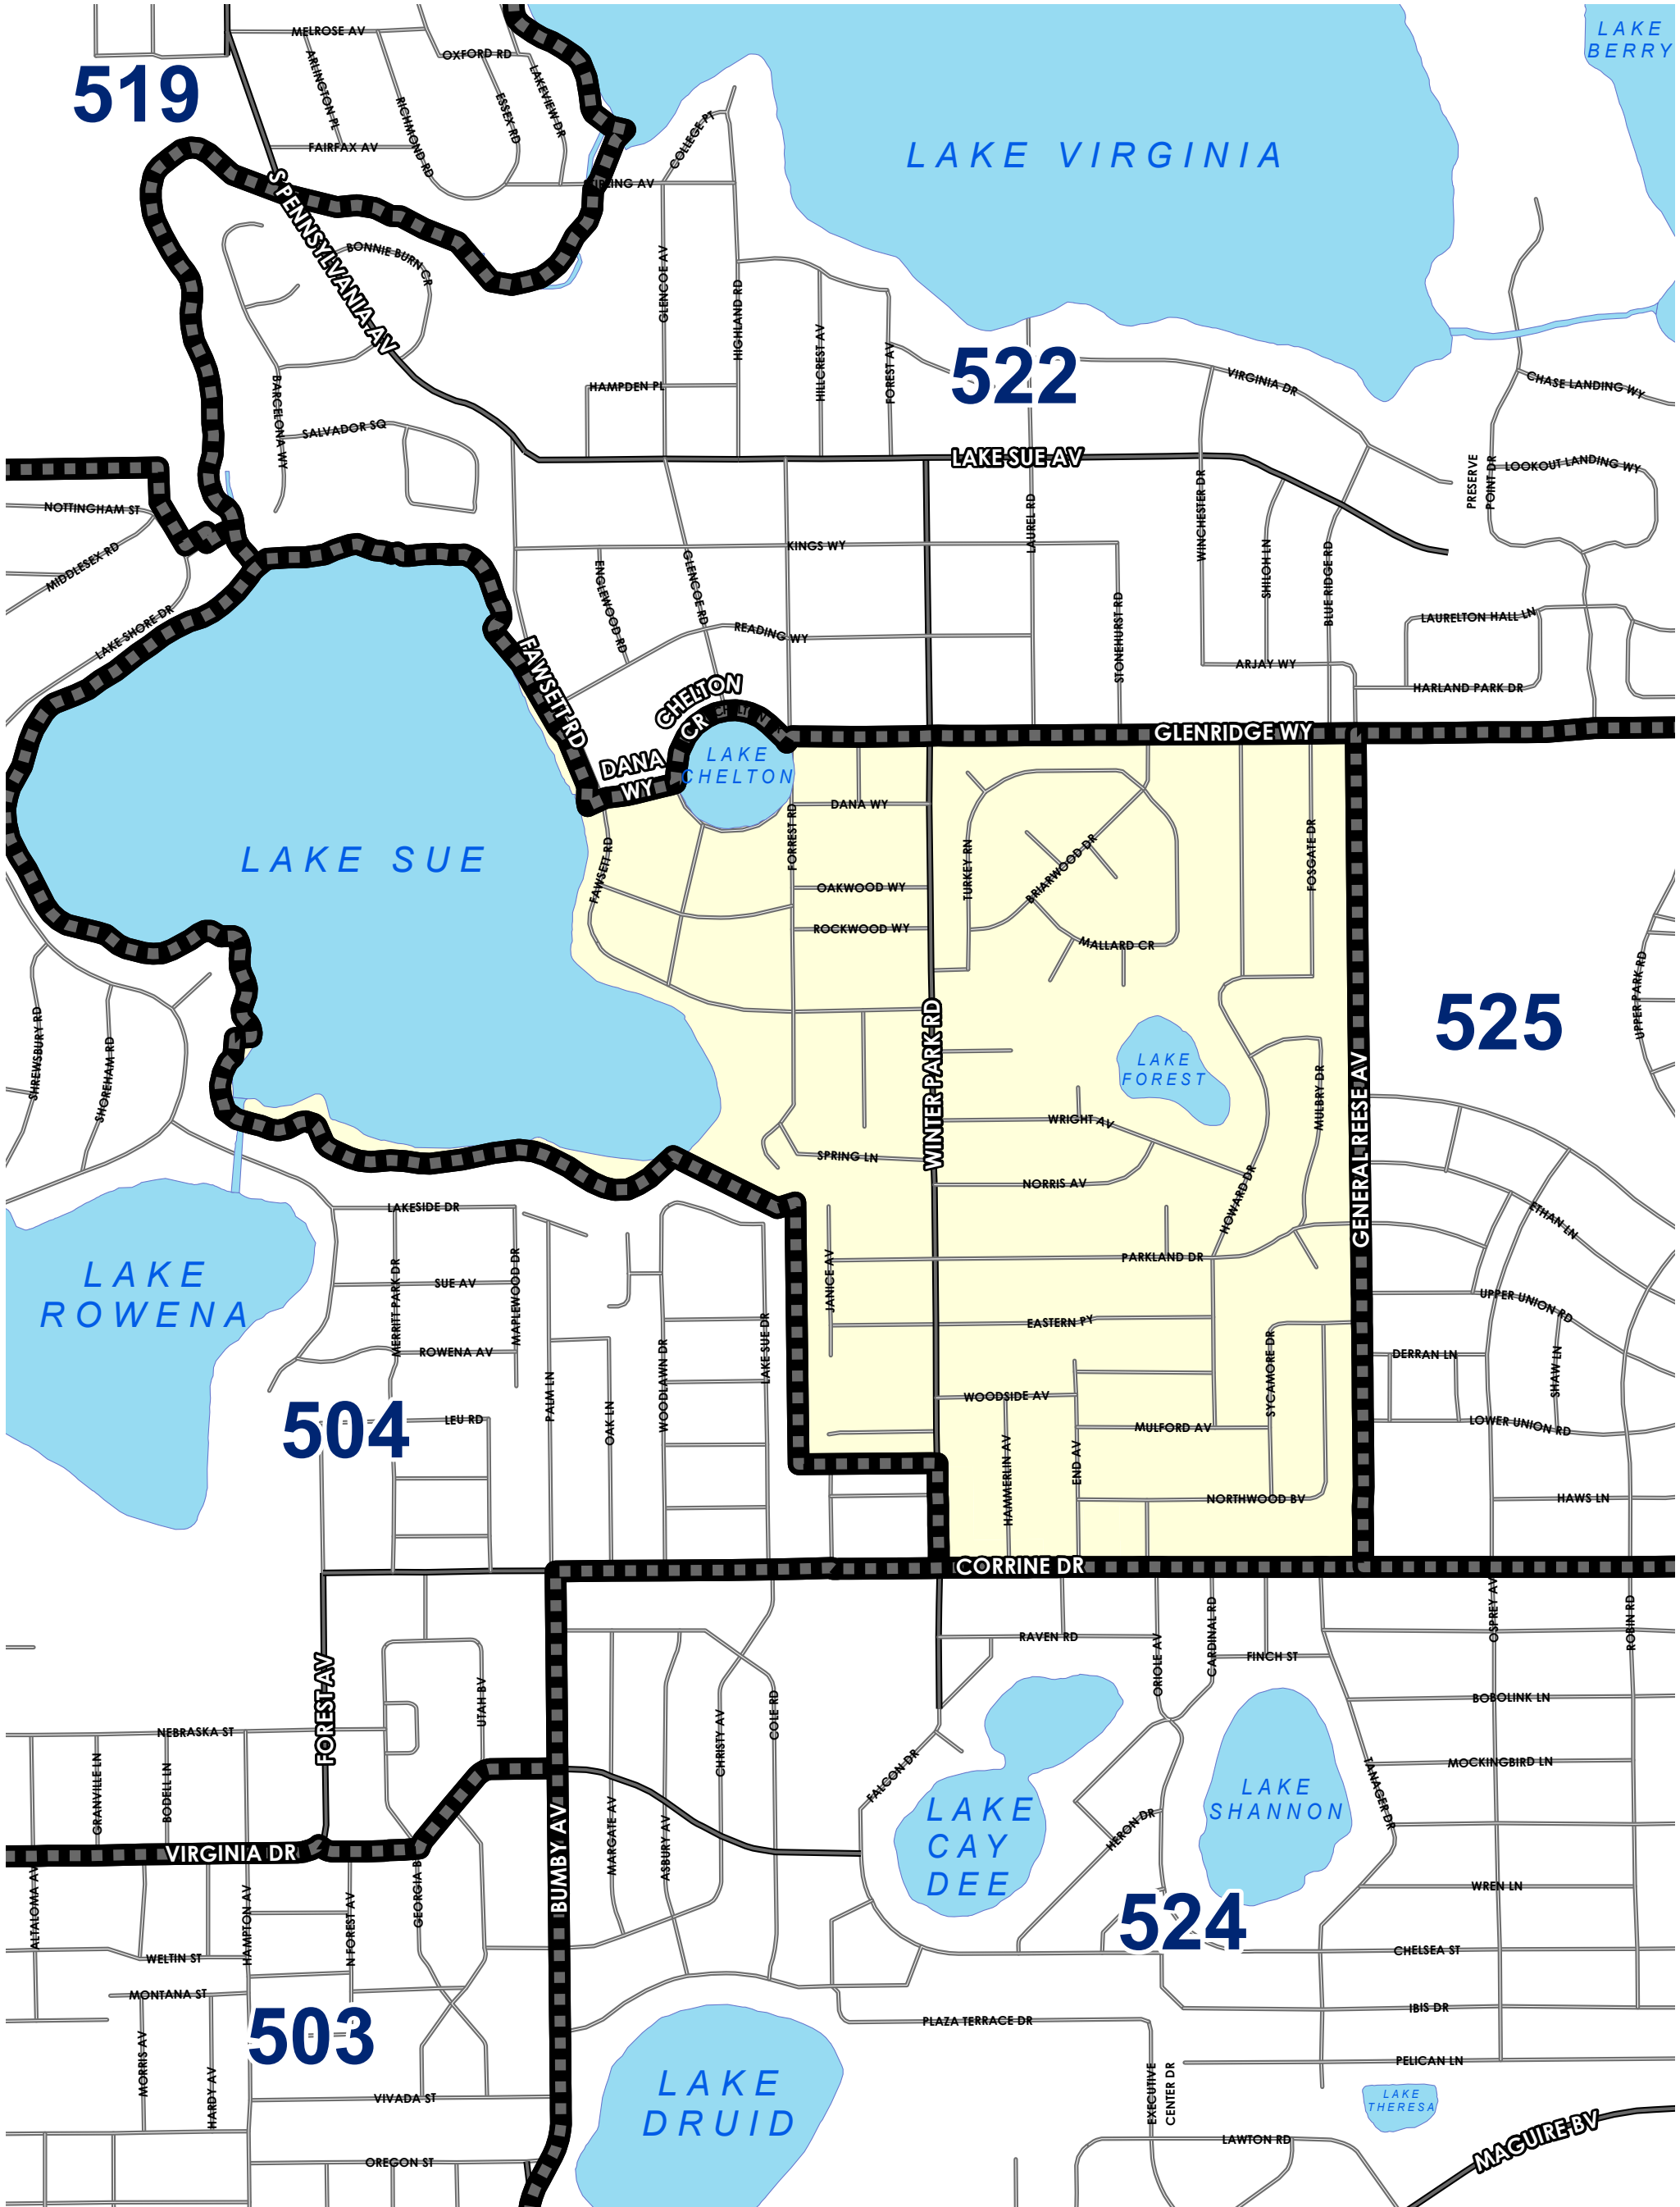 MELROSE AV
OXFORD RD
LAKE
BERRY
519
ARLINGTON PL
RICHMOND RD
ESSEX RD
LAKEVIEW DR
COLLEGE PT
FAIRFAX AV
LAKE VIRGINIA
S PENNSYLVANIA AV
BONNIE BURN CR
GLENCOE AV
HIGHLAND RD
HILLCREST AV
FOREST AV
522
VIRGINIA DR
CHASE LANDING WY
HAMPDEN PL
BARCELONA WY
SALVADOR SQ
LAKE SUE AV
PRESERVE
POINT DR
LOOKOUT LANDING WY
NOTTINGHAM ST
MIDDLESEX RD
KINGS WY
LAUREL RD
WINCHESTER DR
SHILOH LN
BLUE RIDGE RD
ENGLEWOOD RD
GLENCOE RD
STONEHURST RD
LAKE SHORE DR
READING WY
LAURELTON HALL LN
ARJAY WY
HARLAND PARK DR
FAWSETT RD
CHELTON
CR
GLENRIDGE WY
DANA
WY
LAKE
CHELTON
DANA WY
FORREST RD
LAKE SUE
FAWSETT RD
TURKEY RN
BRIARWOOD DR
FOSGATE DR
OAKWOOD WY
ROCKWOOD WY
MALLARD CR
UPPER PARK RD
525
WINTER PARK RD
GENERAL REESE AV
SHREWSBURY RD
SHOREHAM RD
LAKE
FOREST
MULBRY DR
WRIGHT AV
SPRING LN
NORRIS AV
HOWARD DR
LAKESIDE DR
ETHAN LN
LAKE
ROWENA
MERRITT PARK DR
SUE AV
MAPLEWOOD DR
JANICE AV
PARKLAND DR
UPPER UNION RD
LAKE SUE DR
EASTERN PY
ROWENA AV
WOODLAWN DR
SYCAMORE DR
DERRAN LN
SHAW LN
504
LEU RD
PALM LN
OAK LN
WOODSIDE AV
MULFORD AV
LOWER UNION RD
HAMMERLIN AV
END AV
NORTHWOOD BV
HAWS LN
CORRINE DR
OSPREY AV
ROBIN RD
FOREST AV
UTAH BV
RAVEN RD
ORIOLE AV
CARDINAL RD
FINCH ST
NEBRASKA ST
CHRISTY AV
COLE RD
BOBOLINK LN
GRANVILLE LN
BODELL LN
FALCON DR
MOCKINGBIRD LN
TANAGER DR
LAKE
SHANNON
VIRGINIA DR
BUMBY AV
MARGATE AV
ASBURY AV
LAKE
CAY
DEE
HERON DR
ALTALOMA AV
HAMPTON AV
N FOREST AV
WREN LN
524
WELTIN ST
CHELSEA ST
MONTANA ST
IBIS DR
503
PLAZA TERRACE DR
MORRIS AV
HARDY AV
PELICAN LN
EXECUTIVE
CENTER DR
LAKE
DRUID
LAKE
THERESA
VIVADA ST
LAWTON RD
MAGUIRE BV
OREGON ST